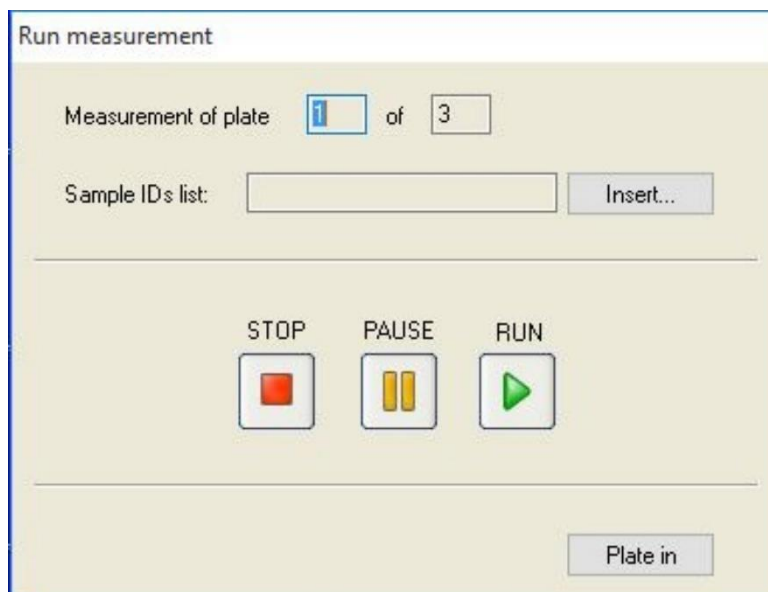 Run measurement
Measurement of plate 1 of 3
Sample IDs list: Insert...
STOP PAUSE RUN
Plate in